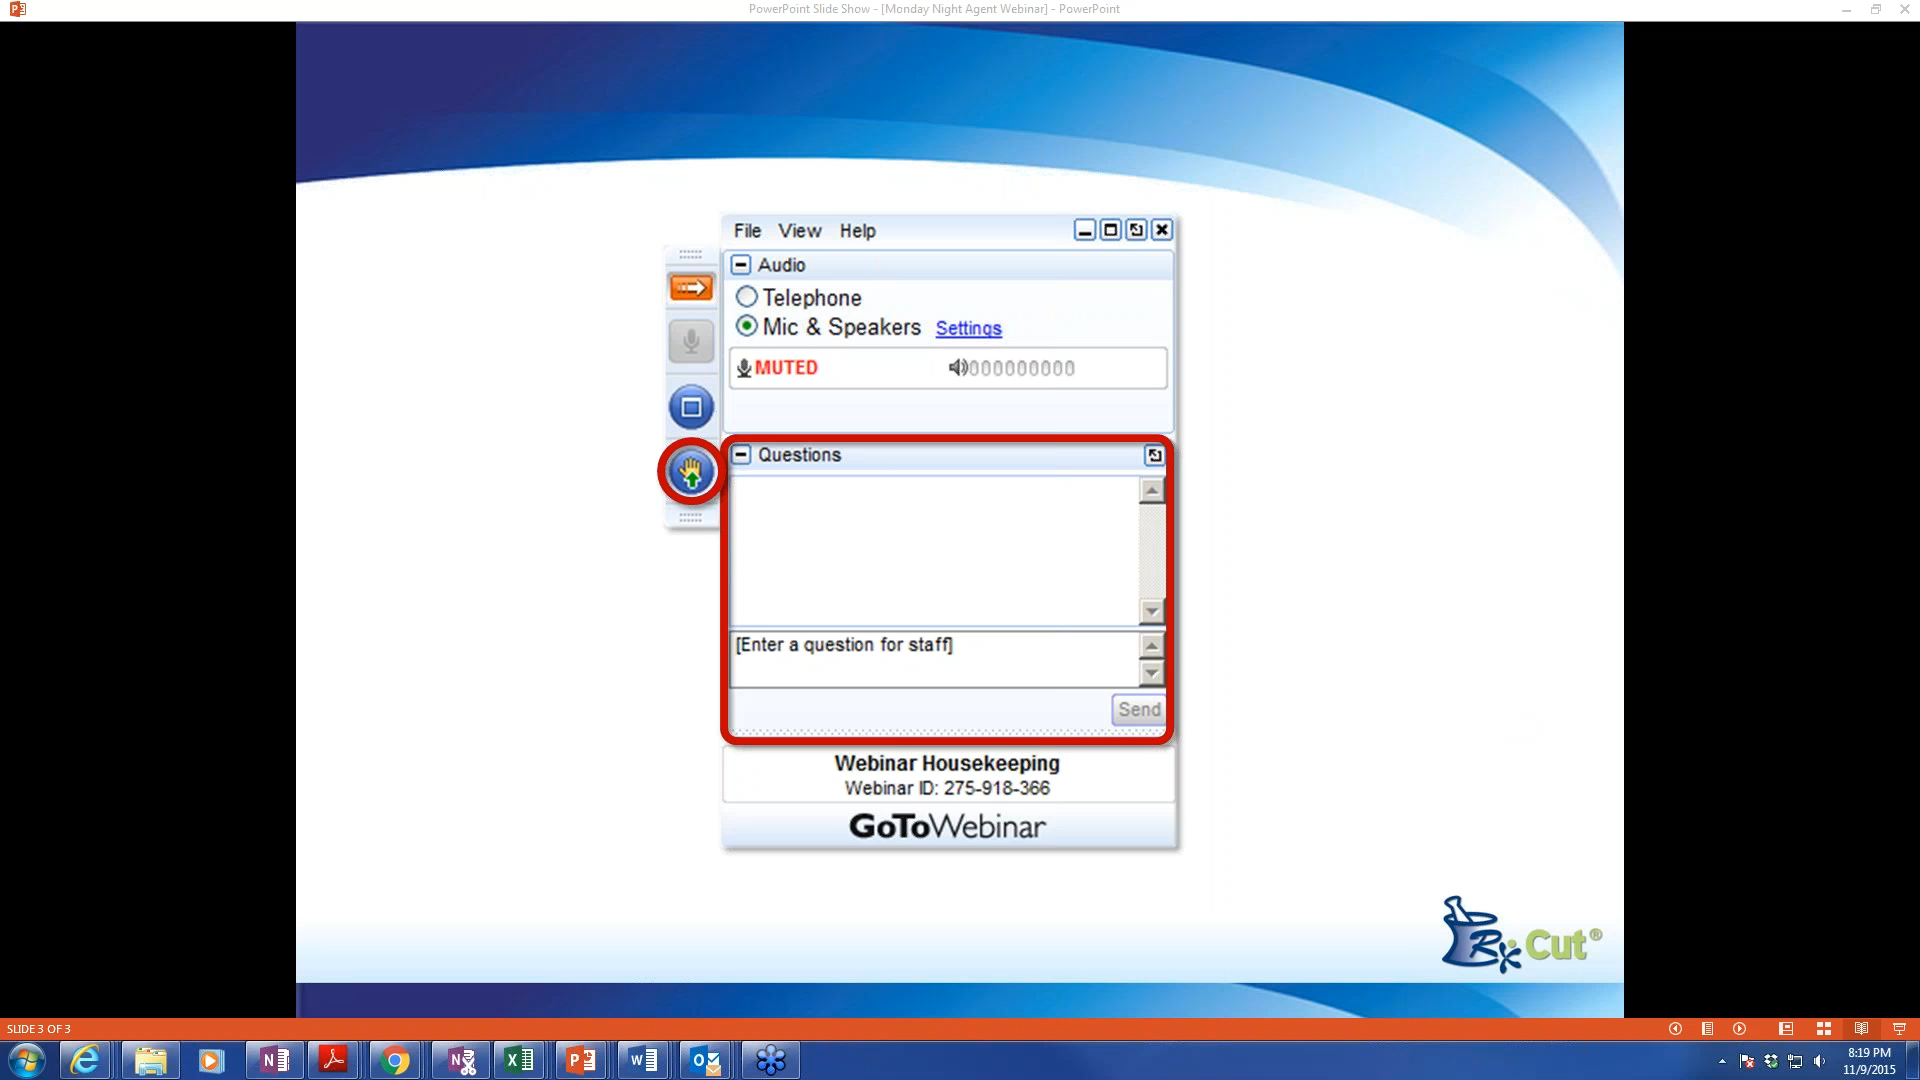 PowerPoint Slide Show - [Monday Night Agent Webinar] - PowerPoint
File View Help
Audio
Telephone
Mic & Speakers Settings
MUTED
Questions
[Enter a question for staff]
Send
Webinar Housekeeping
Webinar ID: 275-918-366
GoToWebinar
Rx Cut®
SLIDE 3 OF 3
8:19 PM
11/9/2015